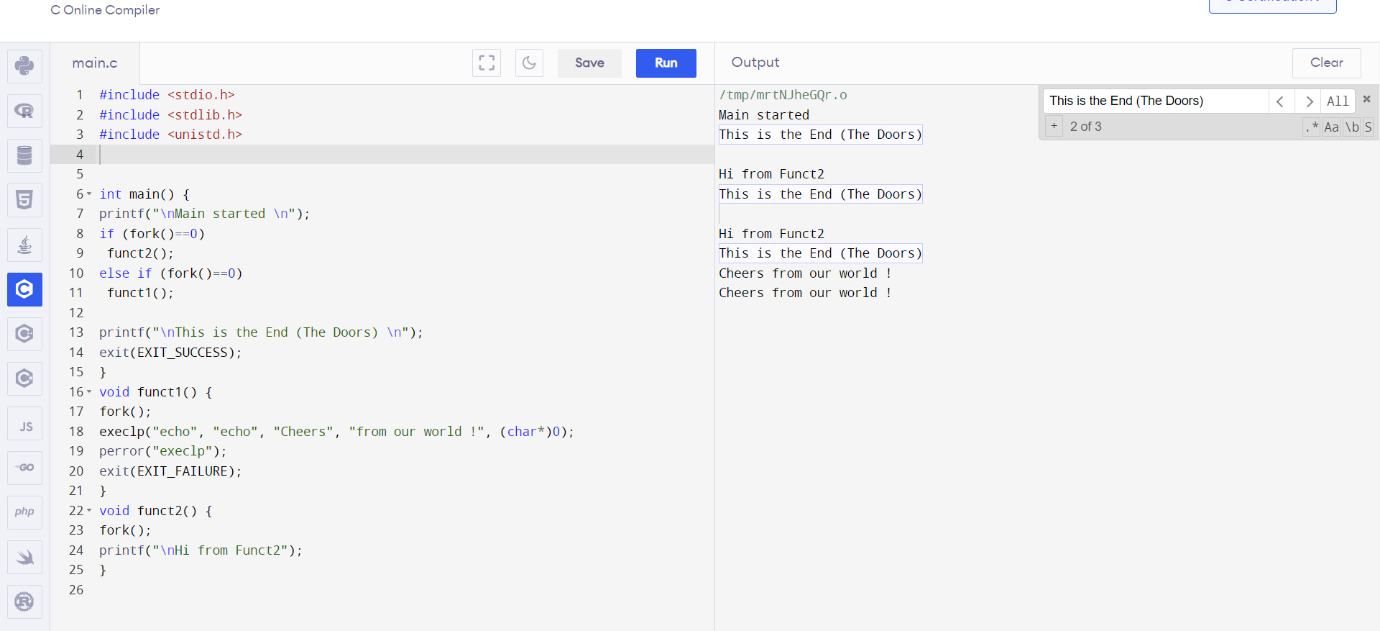 C Online Compiler
main.c
Save
Run
Output
Clear
1 #include <stdio.h>
2 #include <stdlib.h>
3 #include <unistd.h>
4
5
6 int main() {
7 printf("\nMain started \n");
8 if (fork()==0)
9 funct2();
10 else if (fork()==0)
11 funct1();
12
13 printf("\nThis is the End (The Doors) \n");
14 exit(EXIT_SUCCESS);
15 }
16 void funct1() {
17 fork();
18 execlp("echo", "echo", "Cheers", "from our world !", (char*)0);
19 perror("execlp");
20 exit(EXIT_FAILURE);
21 }
22 void funct2() {
23 fork();
24 printf("\nHi from Funct2");
25 }
26
/tmp/mrtNJheGQr.o
Main started
This is the End (The Doors)
Hi from Funct2
This is the End (The Doors)
Hi from Funct2
This is the End (The Doors)
Cheers from our world !
Cheers from our world !
This is the End (The Doors)
All
×
+ 2 of 3
.* Aa \b S
R
5
C
C
C
JS
GO
php
R